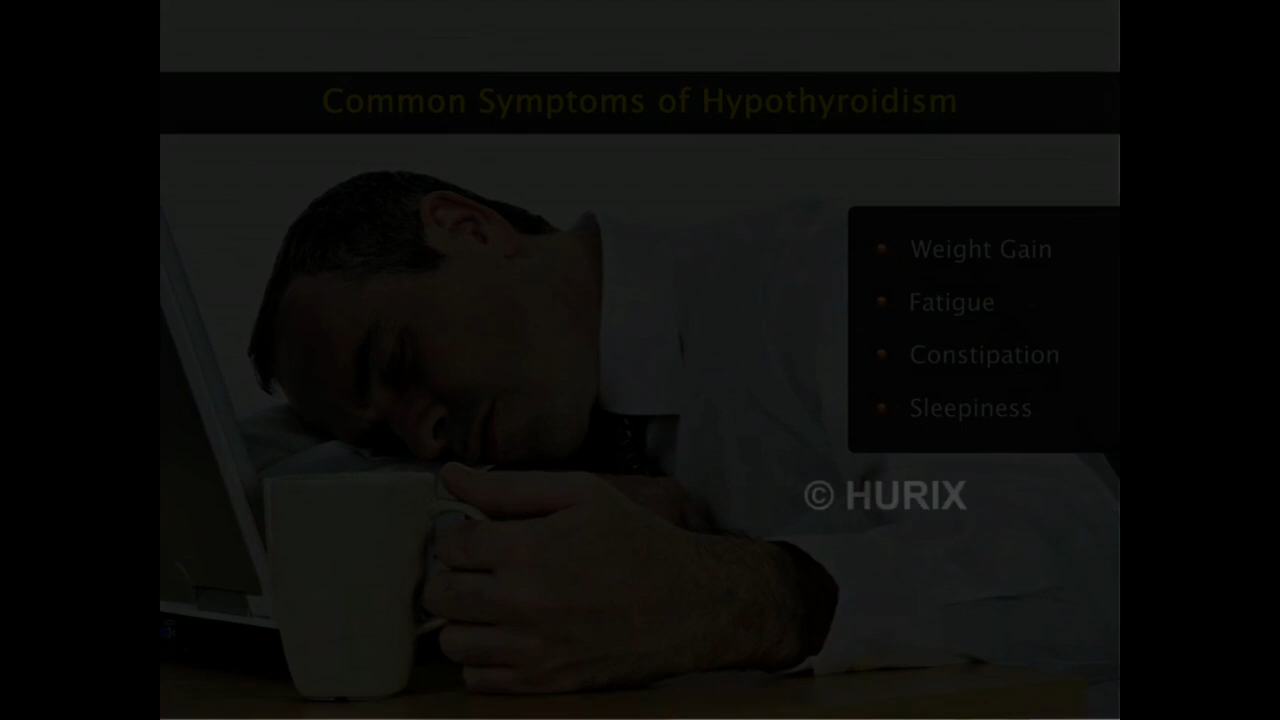 Common Symptoms of Hypothyroidism
Weight Gain
Fatigue
Constipation
Sleepiness
© HURIX